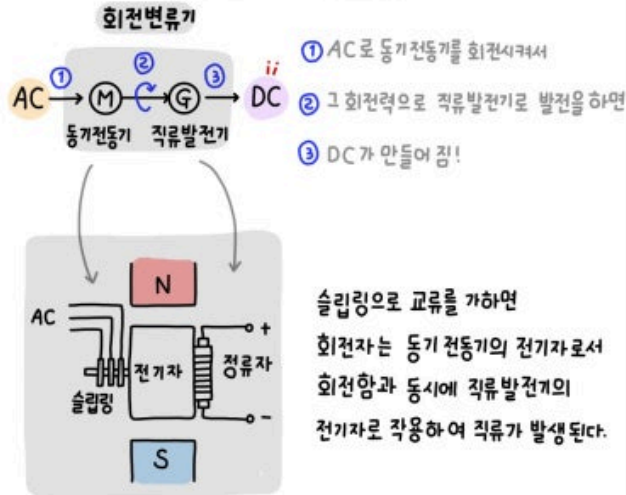 회전변류기
① AC로 동기전동기를 회전시켜서
② 그 회전력으로 직류발전기로 발전을 하면
③ DC가 만들어 짐!
① ② ③
AC M G DC
동기전동기 직류발전기
N
AC
전기자 정류자 +
슬립링
-
S
슬립링으로 교류를 가하면
회전자는 동기 전동기의 전기자로서
회전함과 동시에 직류발전기의
전기자로 작용하여 직류가 발생된다.